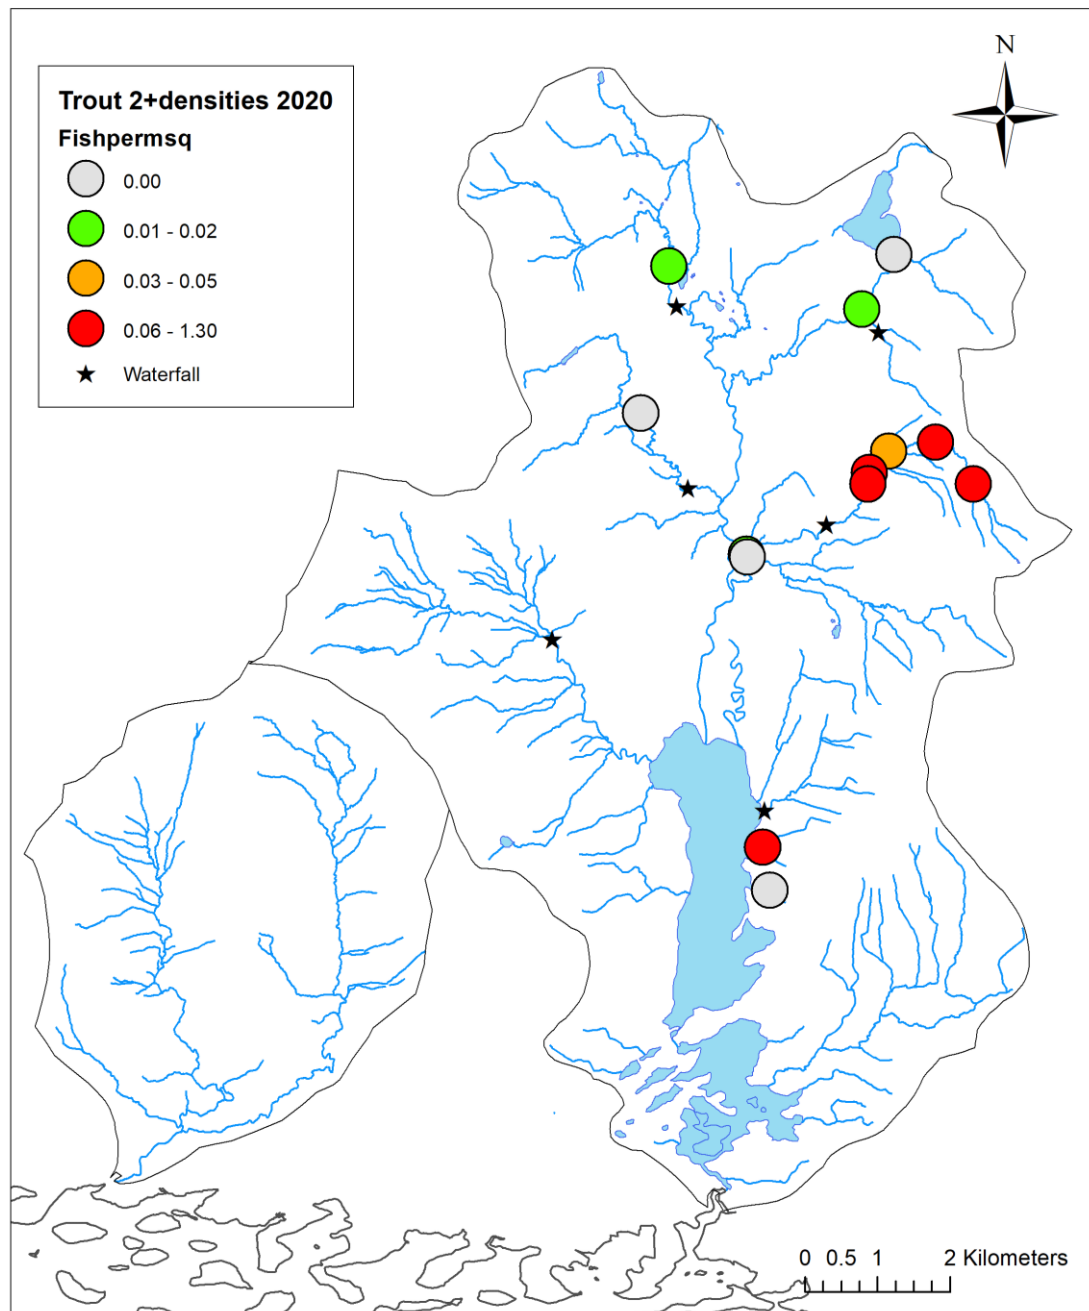 N
Trout 2+densities 2020
Fishpermsq
0.00
0.01 - 0.02
0.03 - 0.05
0.06 - 1.30
Waterfall
0 0.5 1 2 Kilometers